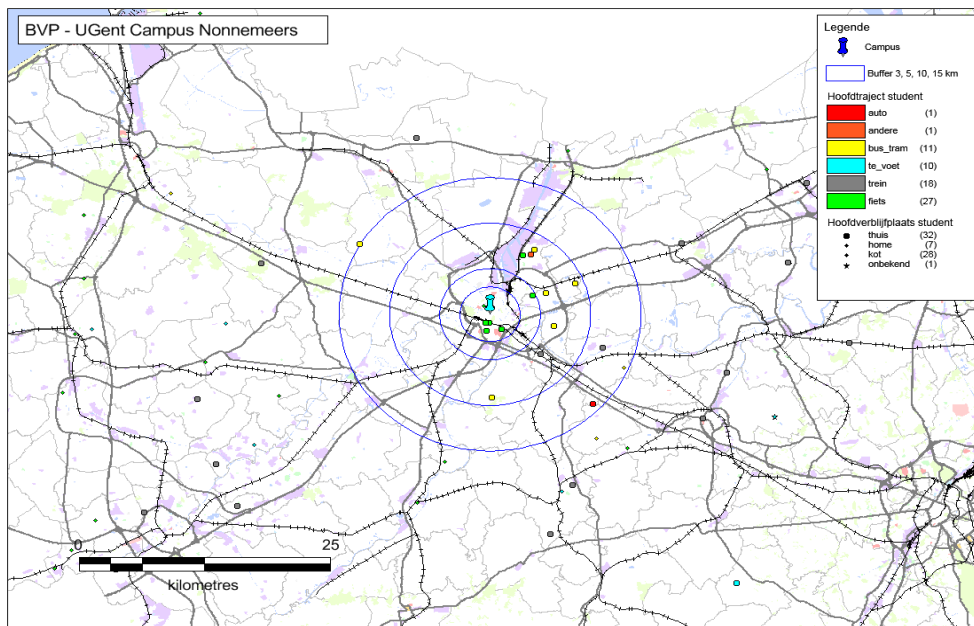 BVP - UGent Campus Nonnemeers
Legende
Campus
Buffer 3, 5, 10, 15 km
Hoofdtraject student
auto (1)
andere (1)
bus_tram (11)
te_voet (10)
trein (18)
fiets (27)
Hoofdverblijfplaats student
thuis (32)
home (7)
kot (28)
onbekend (1)
0 25
kilometres